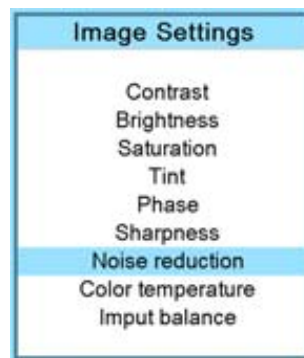 Image Settings
Contrast
Brightness
Saturation
Tint
Phase
Sharpness
Noise reduction
Color temperature
Imput balance